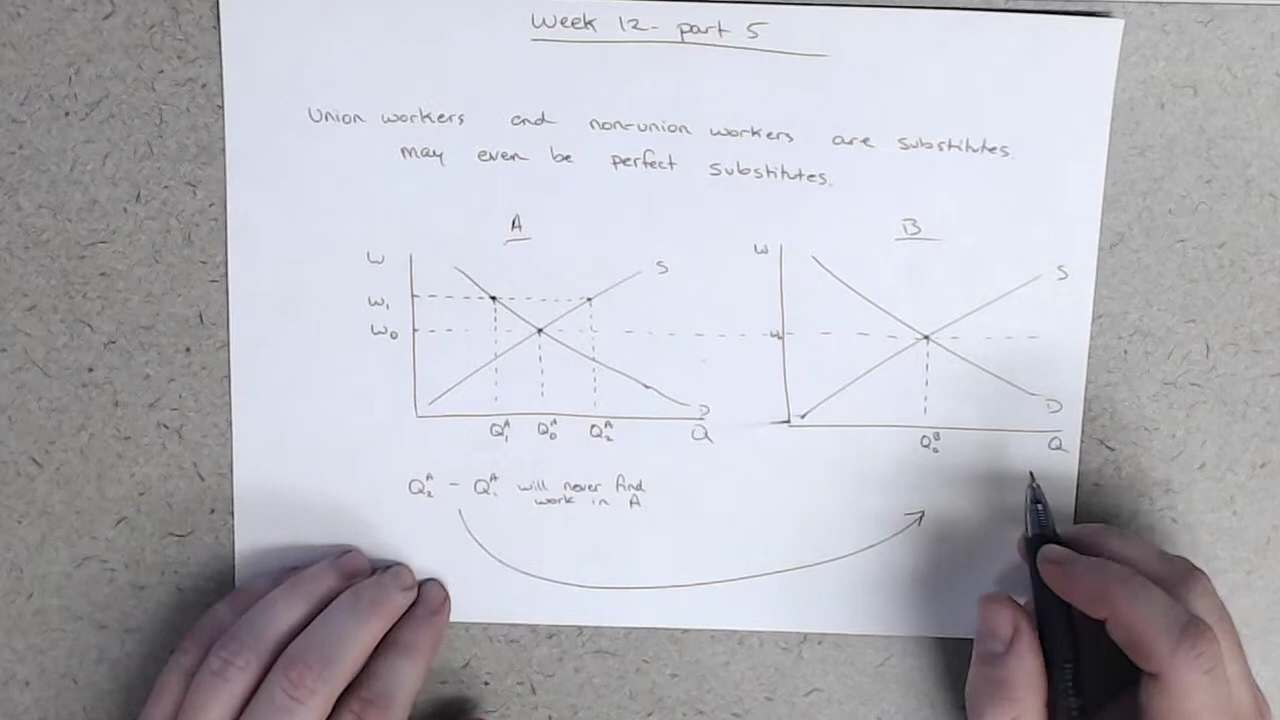 Week 12- part 5
Union workers and non-union workers are substitutes.
may even be perfect substitutes.
A
B
W
S
W₁
W₀
D
Q₁ᴬ Q₀ᴬ Q₂ᴬ Q
W
S
W₀
D
Q₀ᴮ Q
Q₂ᴬ - Q₁ᴬ will never find
work in A